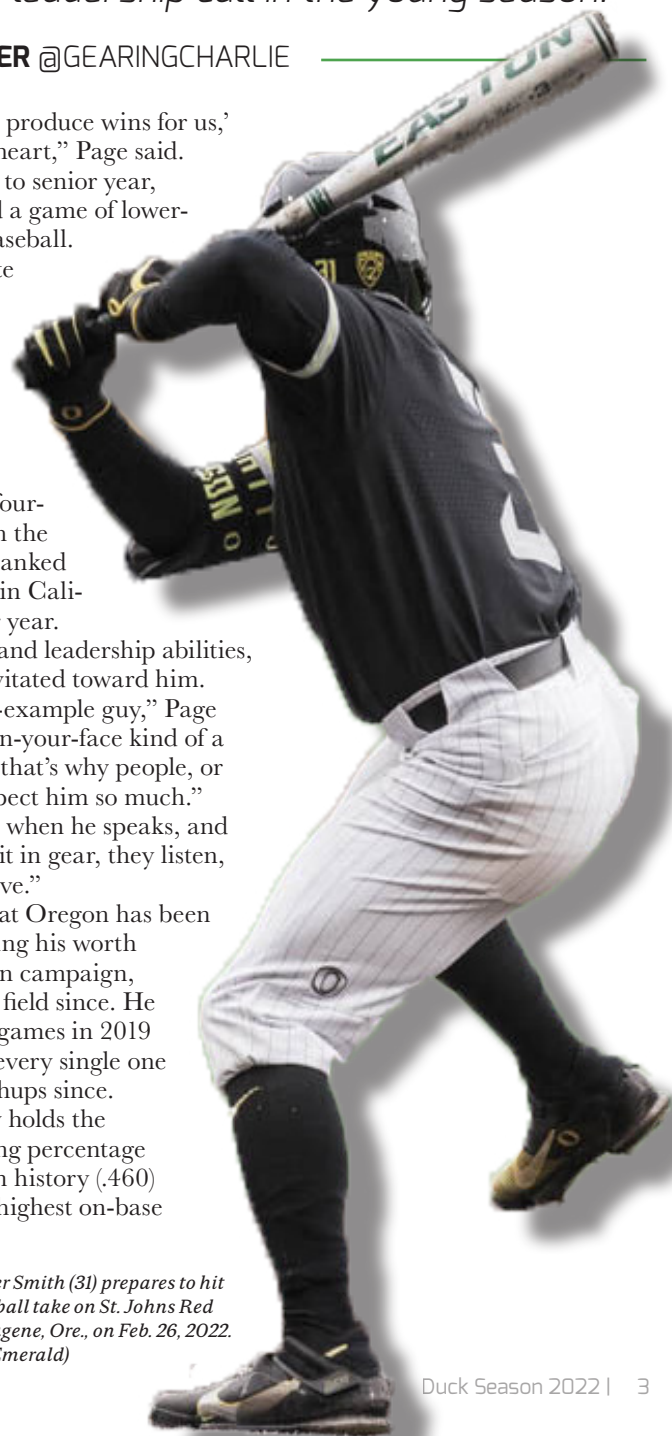 leadership call in the young season.
ER @GEARINGCHARLIE
produce wins for us,’
heart,” Page said.
to senior year,
a game of lower-
aseball.
four-
n the
anked
in Cali-
year.
and leadership abilities,
vitated toward him.
-example guy,” Page
n-your-face kind of a
that’s why people, or
pect him so much.”
when he speaks, and
it in gear, they listen,
ve.”
at Oregon has been
ing his worth
n campaign,
field since. He
games in 2019
every single one
hups since.
holds the
ng percentage
n history (.460)
highest on-base
er Smith (31) prepares to hit
ball take on St. Johns Red
ugene, Ore., on Feb. 26, 2022.
Emerald)
EASTON
31
SON
Duck Season 2022 | 3